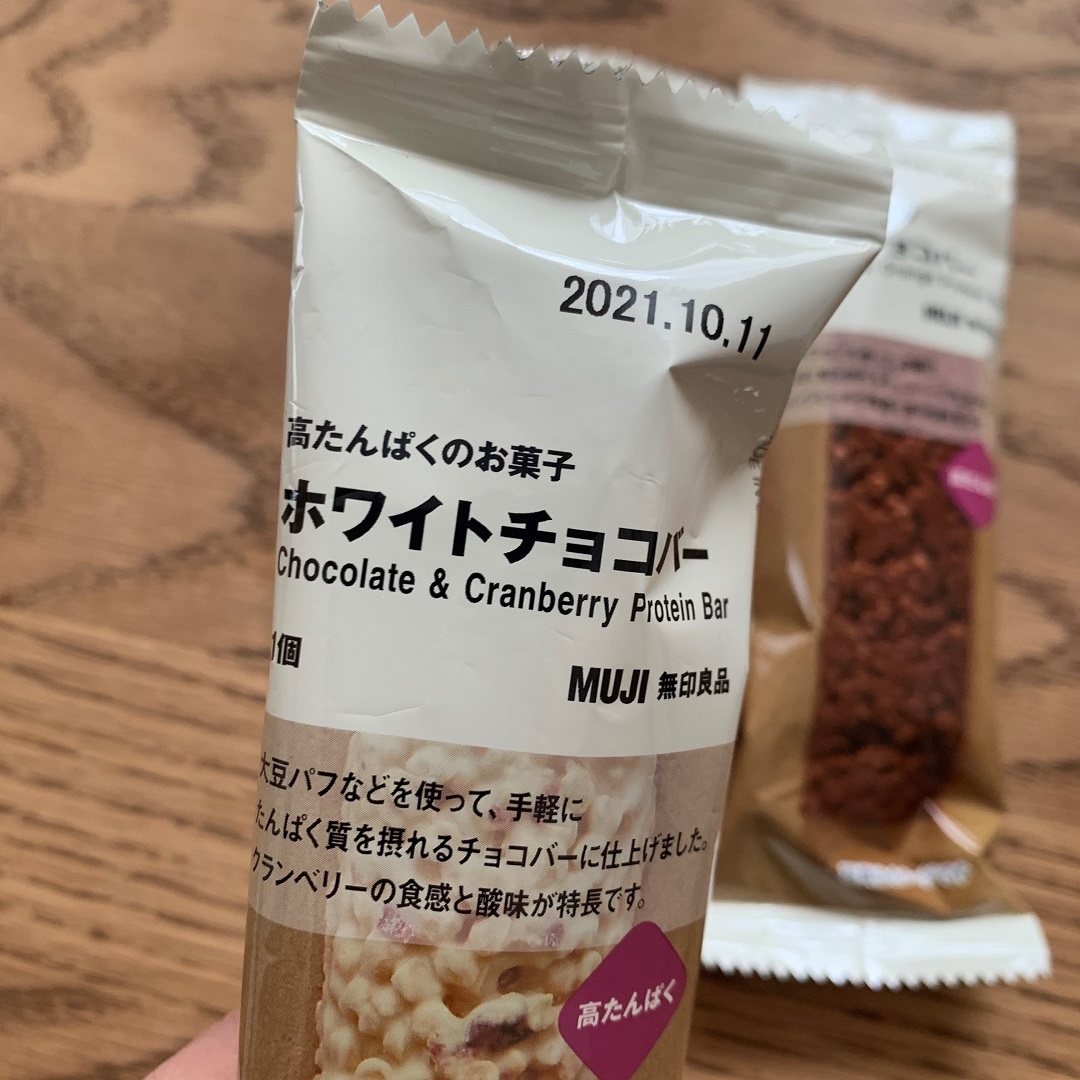 2021.10.11
高たんぱくのお菓子
ホワイトチョコバー
Chocolate & Cranberry Protein Bar
1個
MUJI 無印良品
大豆パフなどを使って、手軽に
たんぱく質を摂れるチョコバーに仕上げました。
クランベリーの食感と酸味が特長です。
高たんぱく
MUJI